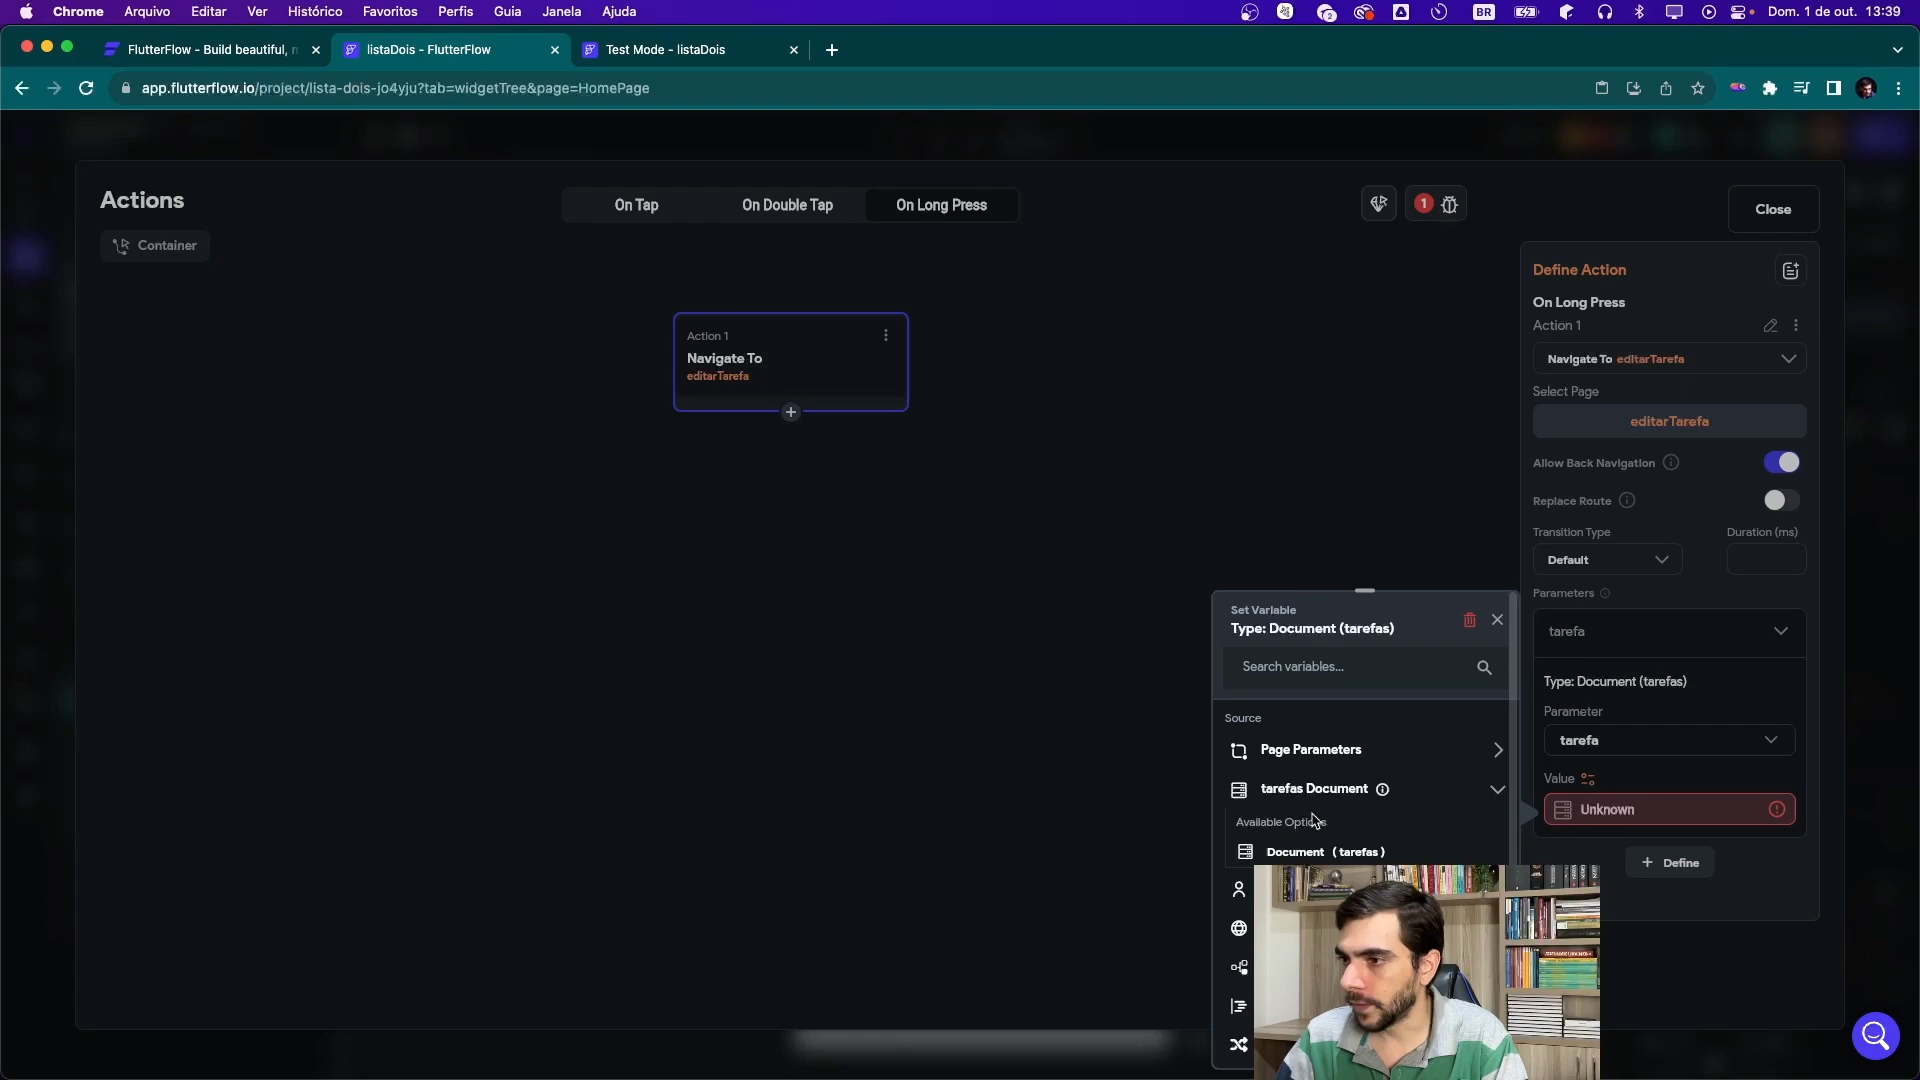 Chrome Arquivo Editar Ver Histórico Favoritos Perfis Guia Janela Ajuda
BR
Dom. 1 de out. 13:39
FlutterFlow - Build beautiful,
listaDois - FlutterFlow
Test Mode - listaDois
app.flutterflow.io/project/lista-dois-jo4yju?tab=widgetTree&page=HomePage
Actions
On Tap
On Double Tap
On Long Press
1
Close
Container
Define Action
On Long Press
Action 1
Navigate To editarTarefa
Select Page
editarTarefa
Allow Back Navigation
Replace Route
Transition Type
Duration (ms)
Default
Parameters
tarefa
Type: Document (tarefas)
Parameter
tarefa
Value
Unknown
+ Define
Action 1
Navigate To
editarTarefa
Set Variable
Type: Document (tarefas)
Search variables...
Source
Page Parameters
tarefas Document
Available Options
Document (tarefas)